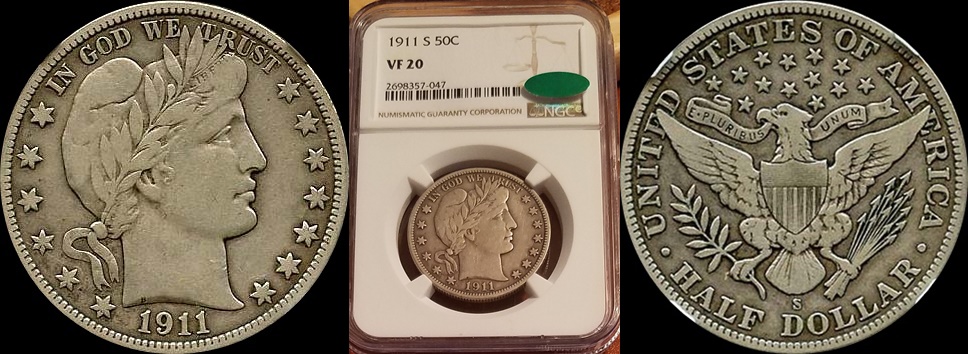 IN GOD WE TRUST
LIBERTY
1911
1911 S 50C
VF 20
2698357-047
NUMISMATIC GUARANTY CORPORATION
NGC
IN GOD WE TRUST
1911
UNITED STATES OF AMERICA
E·PLURIBUS UNUM
S
HALF DOLLAR